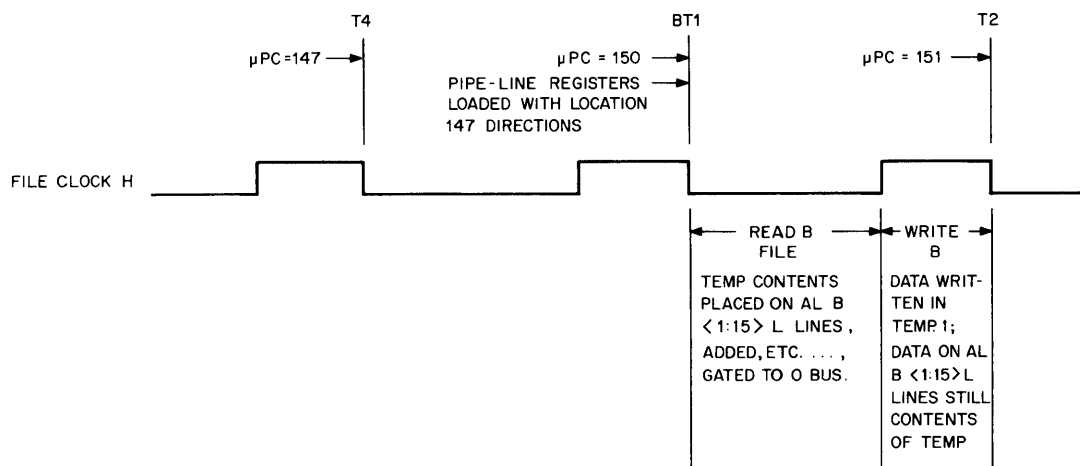 T4
BT1
T2
μPC=147
μPC = 150
μPC = 151
PIPE-LINE REGISTERS
LOADED WITH LOCATION
147 DIRECTIONS
FILE CLOCK H
READ B
FILE
WRITE
B
TEMP CONTENTS
PLACED ON AL B
<1:15> L LINES,
ADDED, ETC. ...,
GATED TO O BUS.
DATA WRIT-
TEN IN
TEMP.1;
DATA ON AL
B <1:15> L
LINES STILL
CONTENTS
OF TEMP